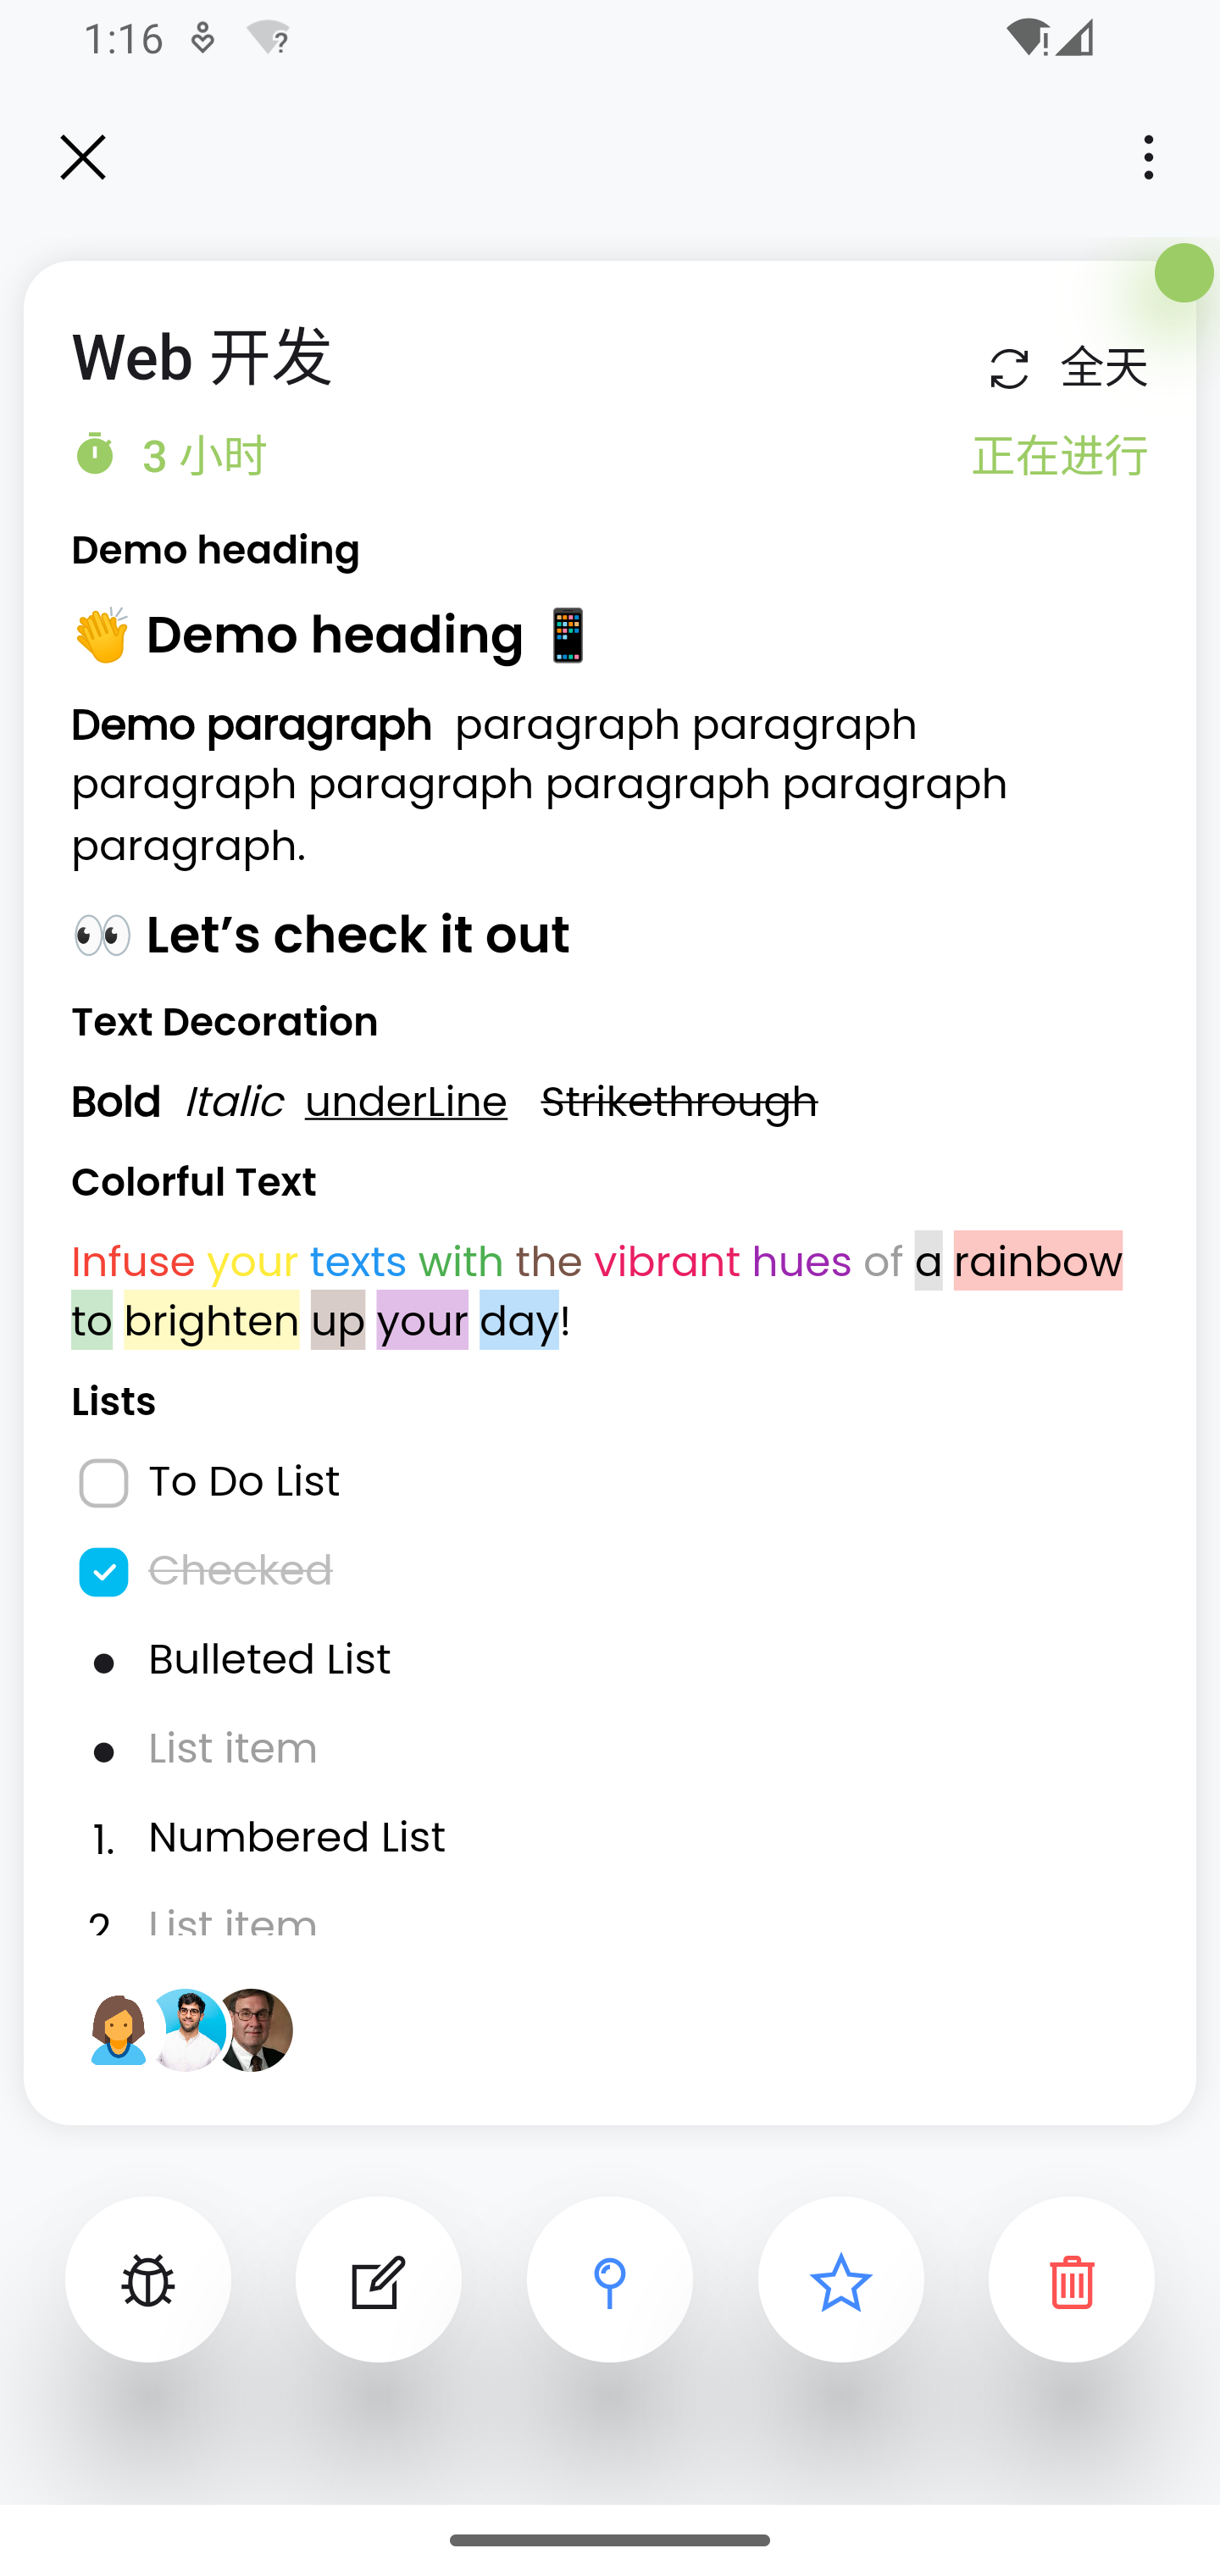 1:16
Web 开发
全天
3 小时
正在进行
Demo heading
👋 Demo heading 📱
Demo paragraph paragraph paragraph
paragraph paragraph paragraph paragraph
paragraph.
👀 Let’s check it out
Text Decoration
Bold Italic underLine Strikethrough
Colorful Text
Infuse your texts with the vibrant hues of a rainbow
to brighten up your day!
Lists
To Do List
Checked
Bulleted List
List item
1. Numbered List
2 List item